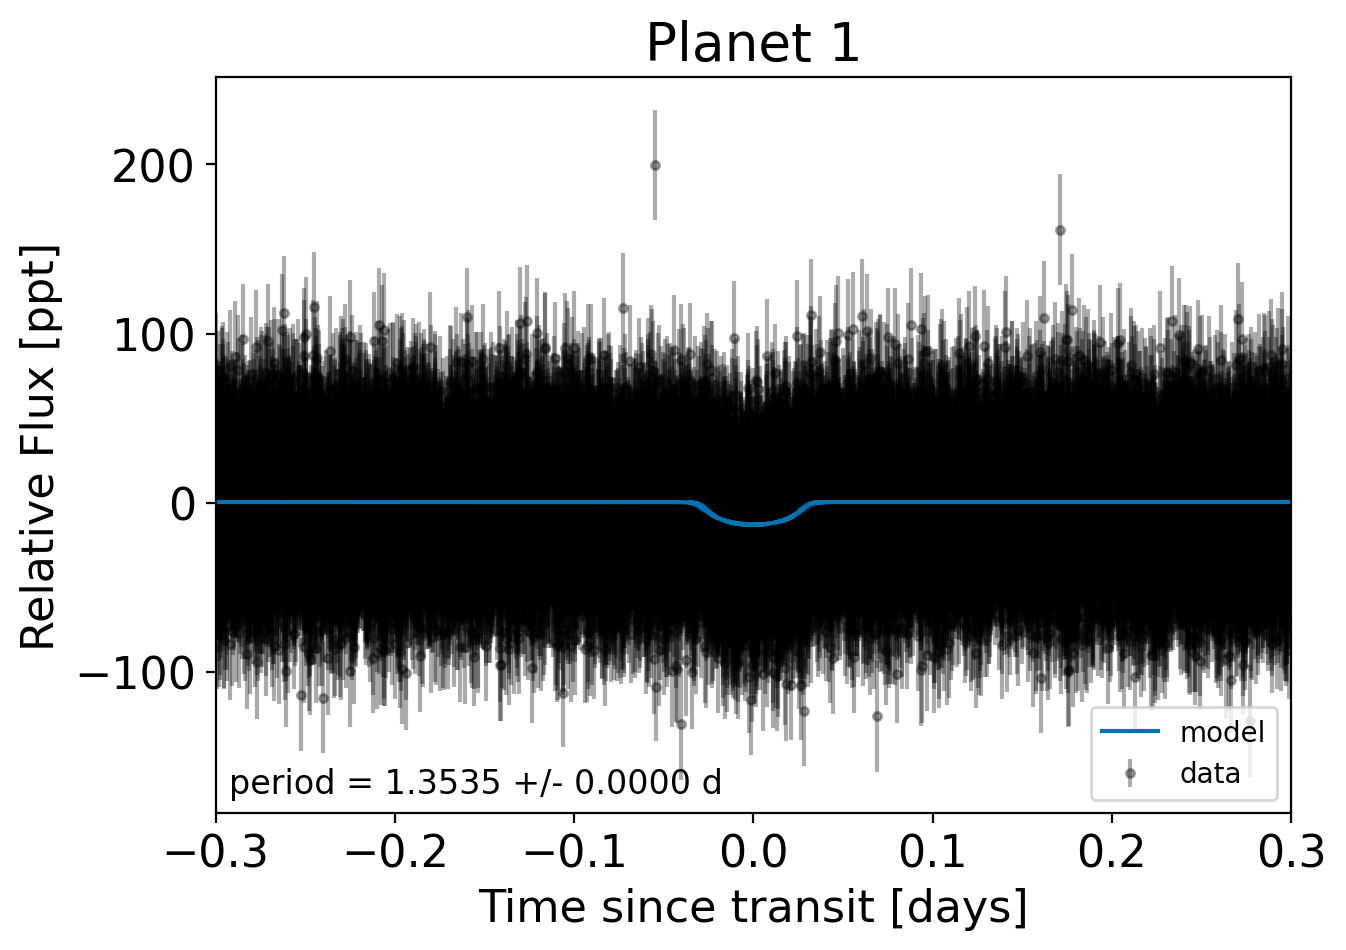 Planet 1
Relative Flux [ppt]
200
100
0
−100
period = 1.3535 +/- 0.0000 d
model
data
−0.3 −0.2 −0.1 0.0 0.1 0.2 0.3
Time since transit [days]